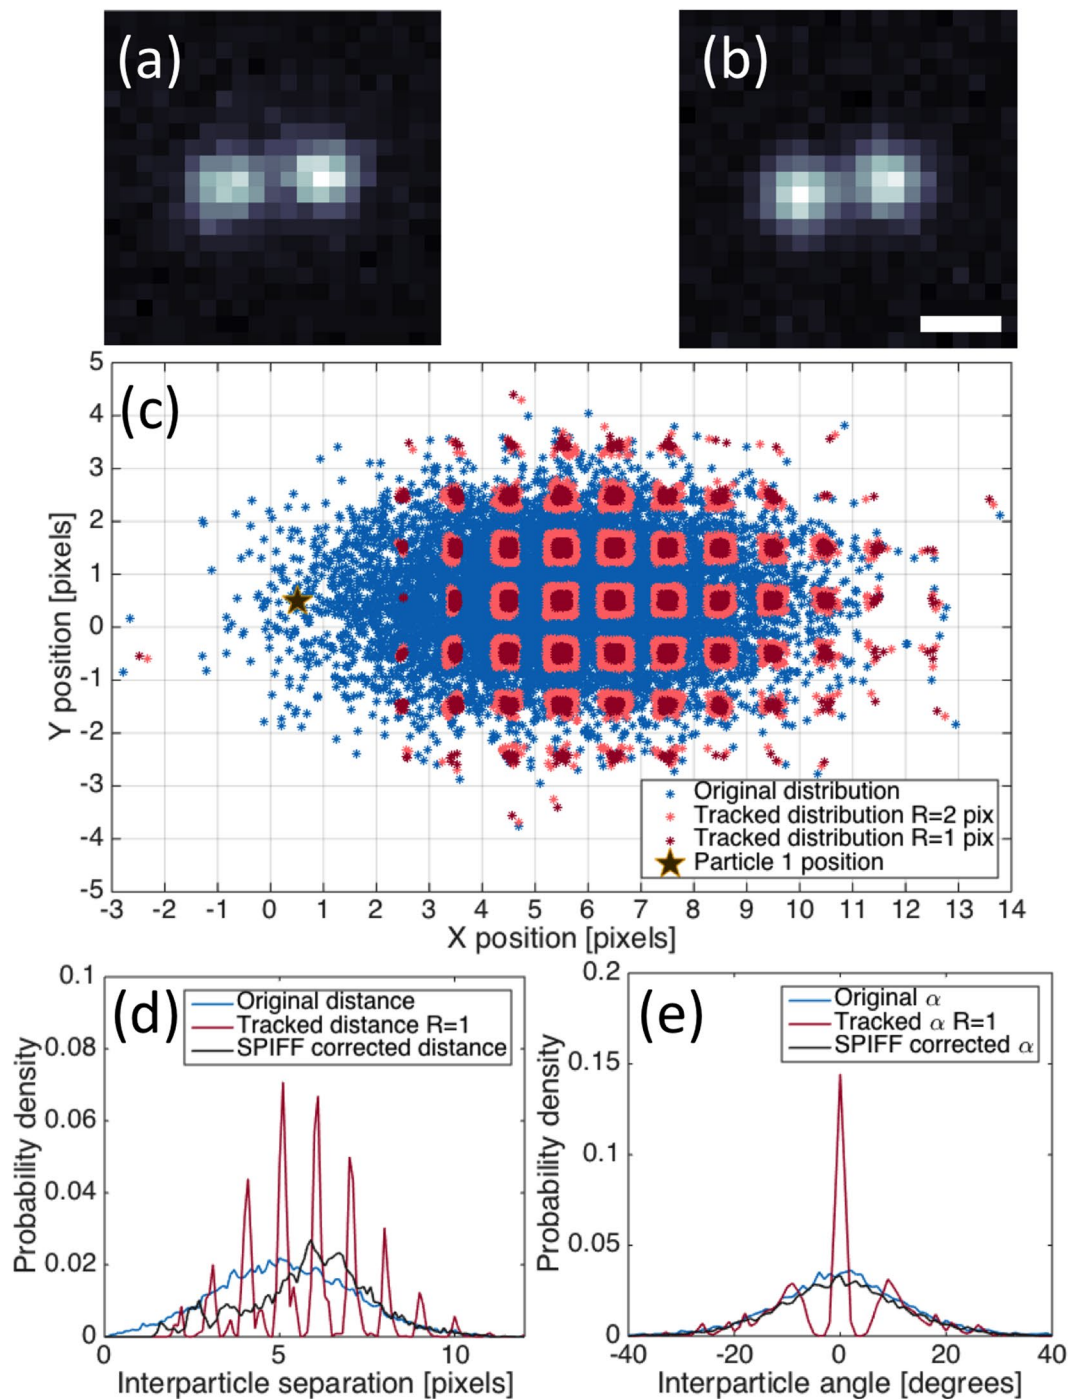 (a)
(b)
(c)
5
4
3
2
1
0
-1
-2
-3
-4
-5
Y position [pixels]
-3 -2 -1 0 1 2 3 4 5 6 7 8 9 10 11 12 13 14
X position [pixels]
Original distribution
Tracked distribution R=2 pix
Tracked distribution R=1 pix
Particle 1 position
(d)
0.1
0.08
0.06
0.04
0.02
0
Probability density
Original distance
Tracked distance R=1
SPIFF corrected distance
0 5 10
Interparticle separation [pixels]
(e)
0.2
0.15
0.1
0.05
0
Probability density
Original α
Tracked α R=1
SPIFF corrected α
-40 -20 0 20 40
Interparticle angle [degrees]